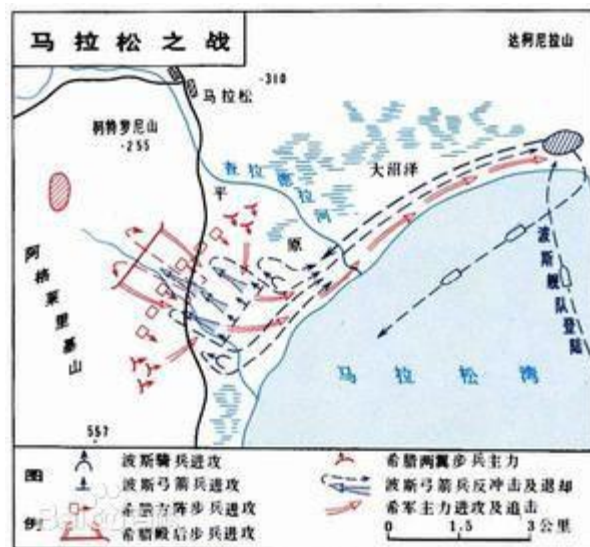 马拉松之战
达柯尼拉山
·310
马拉松
柯特罗尼山
·255
查拉德拉河
大沼泽
平原
阿格莱里基山
波斯舰队登陆
马拉松湾
557
图例
波斯骑兵进攻
波斯弓箭兵进攻
希腊方阵步兵进攻
希腊殿后步兵进攻
希腊两翼步兵主力
波斯弓箭兵反冲击及退却
希军主力进攻及追击
0 1.5 3公里